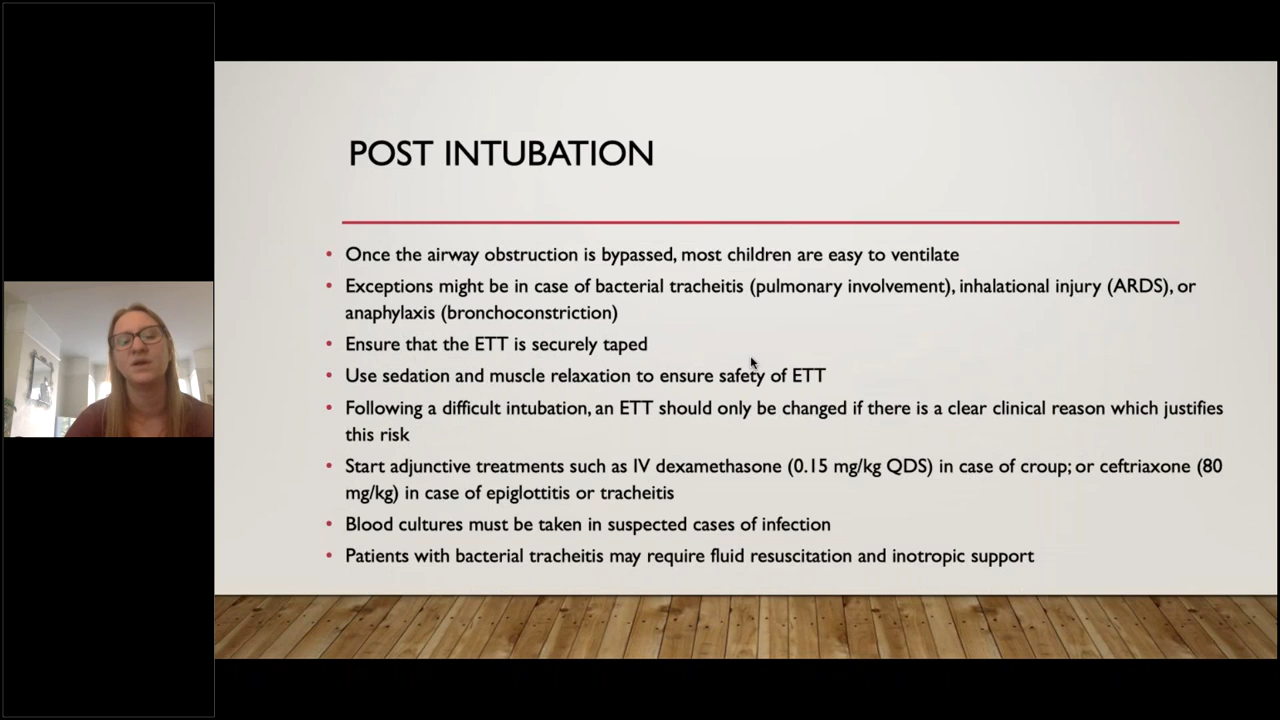 POST INTUBATION
• Once the airway obstruction is bypassed, most children are easy to ventilate
• Exceptions might be in case of bacterial tracheitis (pulmonary involvement), inhalational injury (ARDS), or
anaphylaxis (bronchoconstriction)
• Ensure that the ETT is securely taped
• Use sedation and muscle relaxation to ensure safety of ETT
• Following a difficult intubation, an ETT should only be changed if there is a clear clinical reason which justifies
this risk
• Start adjunctive treatments such as IV dexamethasone (0.15 mg/kg QDS) in case of croup; or ceftriaxone (80
mg/kg) in case of epiglottitis or tracheitis
• Blood cultures must be taken in suspected cases of infection
• Patients with bacterial tracheitis may require fluid resuscitation and inotropic support